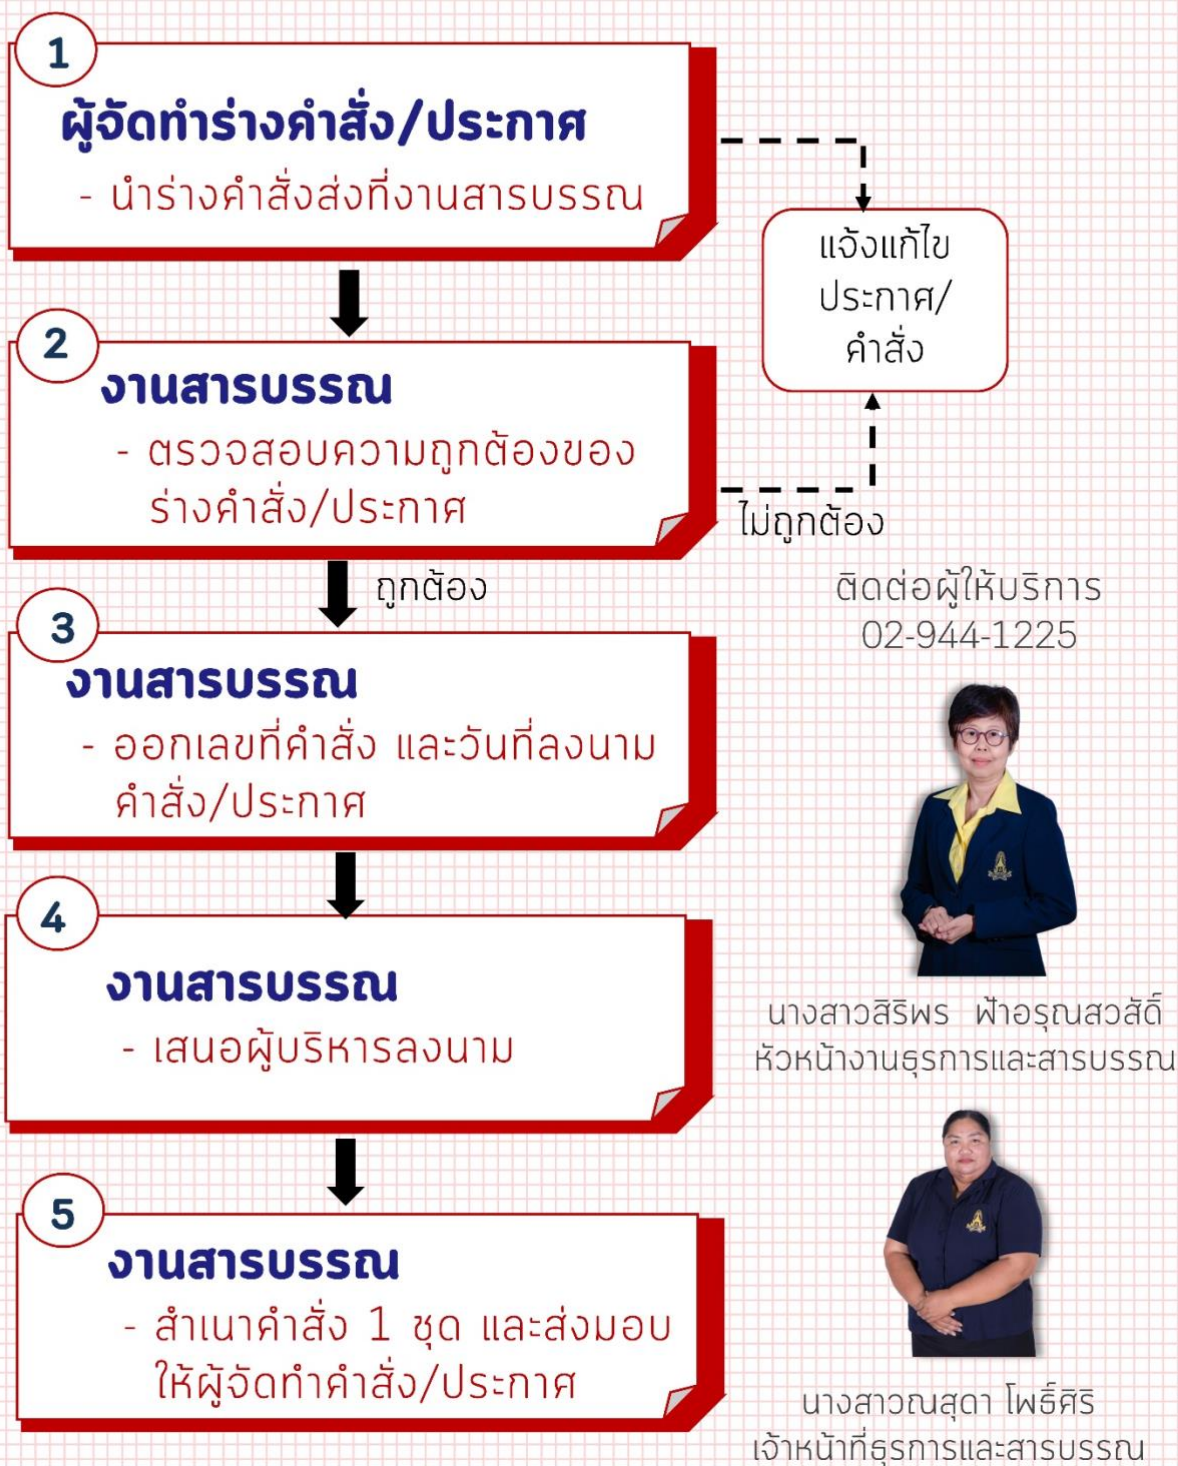 1
ผู้จัดทำร่างคำสั่ง/ประกาศ
- นำร่างคำสั่งส่งที่งานสารบรรณ
แจ้งแก้ไข
ประกาศ/
คำสั่ง
2
งานสารบรรณ
- ตรวจสอบความถูกต้องของ
ร่างคำสั่ง/ประกาศ
ไม่ถูกต้อง
ถูกต้อง
ติดต่อผู้ให้บริการ
02-944-1225
3
งานสารบรรณ
- ออกเลขที่คำสั่ง และวันที่ลงนาม
คำสั่ง/ประกาศ
4
งานสารบรรณ
- เสนอผู้บริหารลงนาม
นางสาวสิริพร ฟ้าอรุณสวสัดิ์
หัวหน้างานธุรการและสารบรรณ
5
งานสารบรรณ
- สำเนาคำสั่ง 1 ชุด และส่งมอบ
ให้ผู้จัดทำคำสั่ง/ประกาศ
นางสาวณสุดา โพธิ์ศิริ
เจ้าหน้าที่ธุรการและสารบรรณ